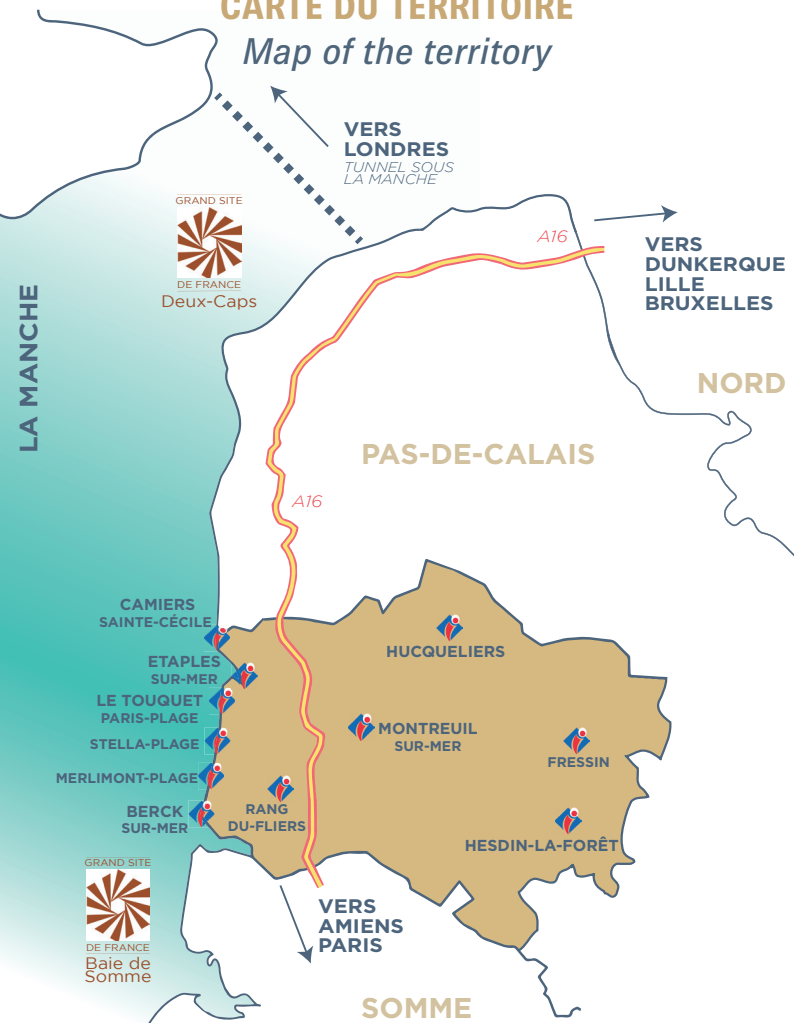 CARTE DU TERRITOIRE
Map of the territory
VERS
LONDRES
TUNNEL SOUS
LA MANCHE
GRAND SITE
DE FRANCE
Deux-Caps
A16
VERS
DUNKERQUE
LILLE
BRUXELLES
LA MANCHE
NORD
PAS-DE-CALAIS
A16
CAMIERS
SAINTE-CÉCILE
HUCQUELIERS
ETAPLES
SUR-MER
LE TOUQUET
PARIS-PLAGE
MONTREUIL
SUR-MER
STELLA-PLAGE
FRESSIN
MERLIMONT-PLAGE
BERCK
SUR-MER
RANG
DU-FLIERS
HESDIN-LA-FORÊT
GRAND SITE
DE FRANCE
Baie de
Somme
VERS
AMIENS
PARIS
SOMME